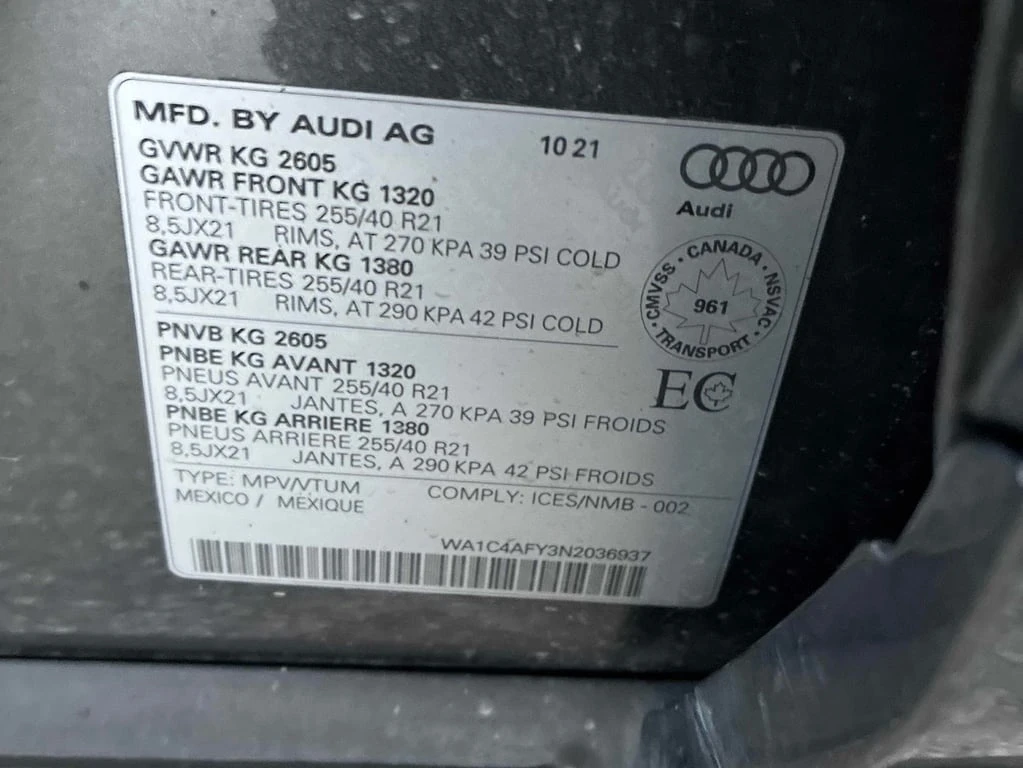 MFD. BY AUDI AG
10 21
GVWR KG 2605
GAWR FRONT KG 1320
FRONT-TIRES 255/40 R21
8,5JX21 RIMS, AT 270 KPA 39 PSI COLD
GAWR REAR KG 1380
REAR-TIRES 255/40 R21
8,5JX21 RIMS, AT 290 KPA 42 PSI COLD
Audi
CANADA · NSVAC · TRANSPORT · CMVSS ·
961
PNVB KG 2605
PNBE KG AVANT 1320
PNEUS AVANT 255/40 R21
8,5JX21 JANTES, A 270 KPA 39 PSI FROIDS
PNBE KG ARRIERE 1380
PNEUS ARRIERE 255/40 R21
8,5JX21 JANTES, A 290 KPA 42 PSI FROIDS
EC
TYPE: MPV/VTUM
COMPLY: ICES/NMB - 002
MEXICO / MEXIQUE
WA1C4AFY3N2036937